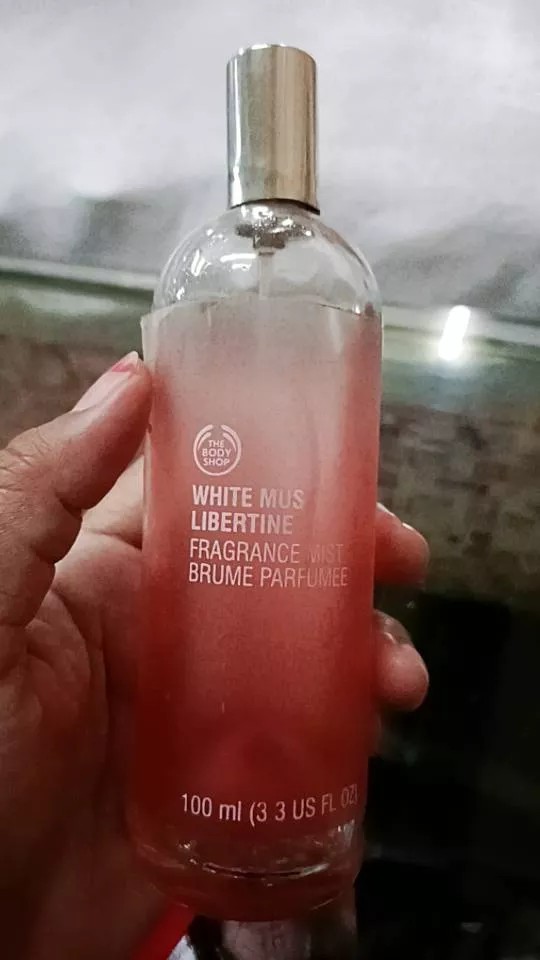 THE
BODY
SHOP
WHITE MUS
LIBERTINE
FRAGRANCE MIST
BRUME PARFUMEE
100 ml (3 3 US FL OZ)